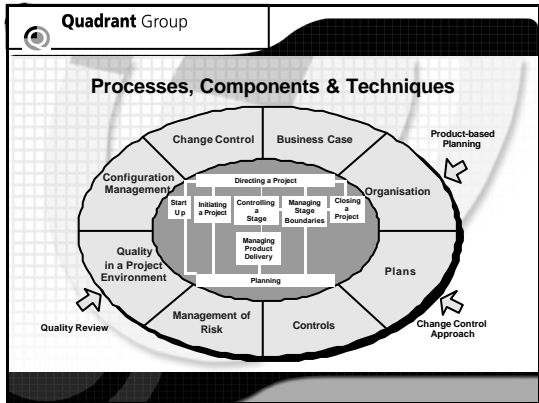 Quadrant Group
Processes, Components & Techniques
Change Control
Business Case
Product-based
Planning
Configuration
Management
Organisation
Directing a Project
Start
Up
Initiating
a Project
Controlling
a
Stage
Managing
Stage
Boundaries
Closing
a
Project
Managing
Product
Delivery
Planning
Quality
in a Project
Environment
Plans
Management of
Risk
Controls
Quality Review
Change Control
Approach